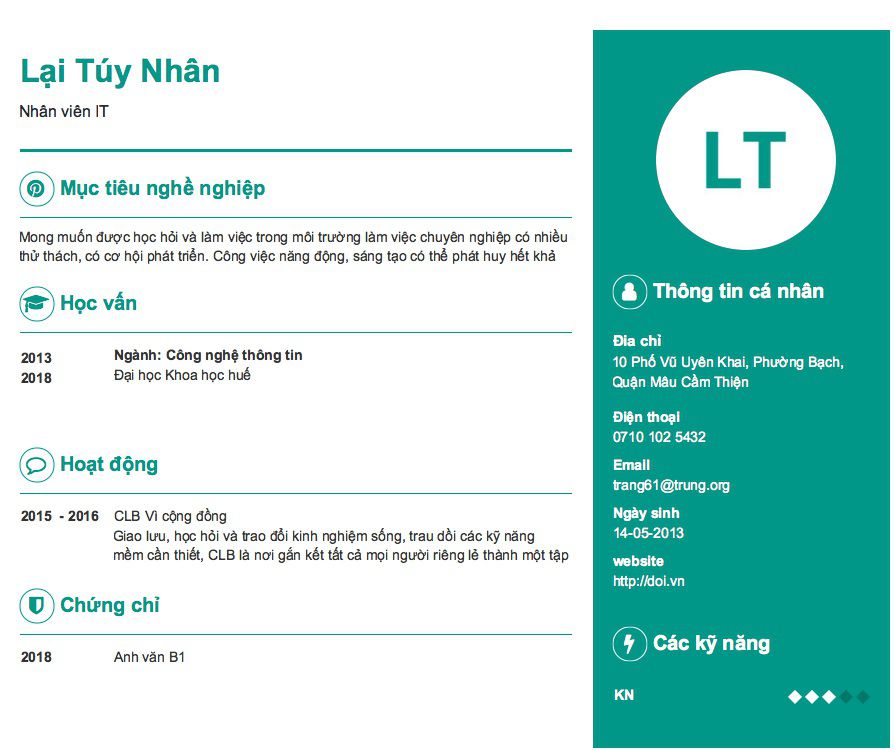 Lại Túy Nhân
Nhân viên IT
Mục tiêu nghề nghiệp
Mong muốn được học hỏi và làm việc trong môi trường làm việc chuyên nghiệp có nhiều
thử thách, có cơ hội phát triển. Công việc năng động, sáng tạo có thể phát huy hết khả
Học vấn
2013
2018
Ngành: Công nghệ thông tin
Đại học Khoa học huế
Hoạt động
2015 - 2016 CLB Vì cộng đồng
Giao lưu, học hỏi và trao đổi kinh nghiệm sống, trau dồi các kỹ năng
mềm cần thiết, CLB là nơi gắn kết tất cả mọi người riêng lẻ thành một tập
Chứng chỉ
2018 Anh văn B1
LT
Thông tin cá nhân
Đia chỉ
10 Phố Vũ Uyên Khai, Phường Bạch,
Quận Mâu Cầm Thiện
Điện thoại
0710 102 5432
Email
trang61@trung.org
Ngày sinh
14-05-2013
website
http://doi.vn
Các kỹ năng
KN